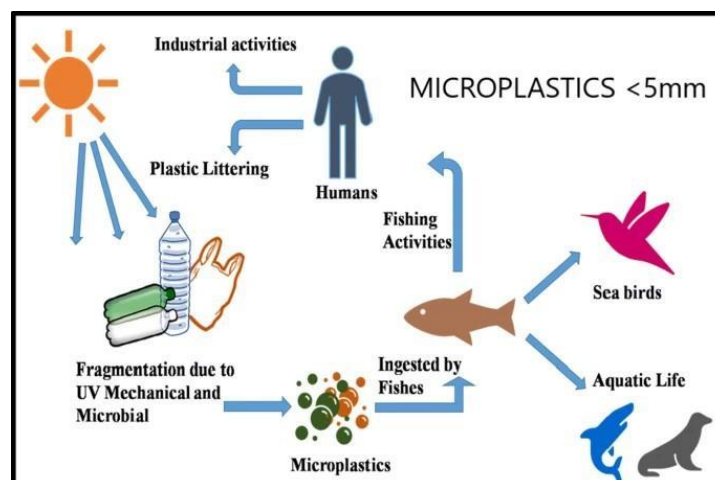 Industrial activities
MICROPLASTICS <5mm
Plastic Littering
Humans
Fishing
Activities
Sea birds
Fragmentation due to
UV Mechanical and
Microbial
Ingested by
Fishes
Aquatic Life
Microplastics